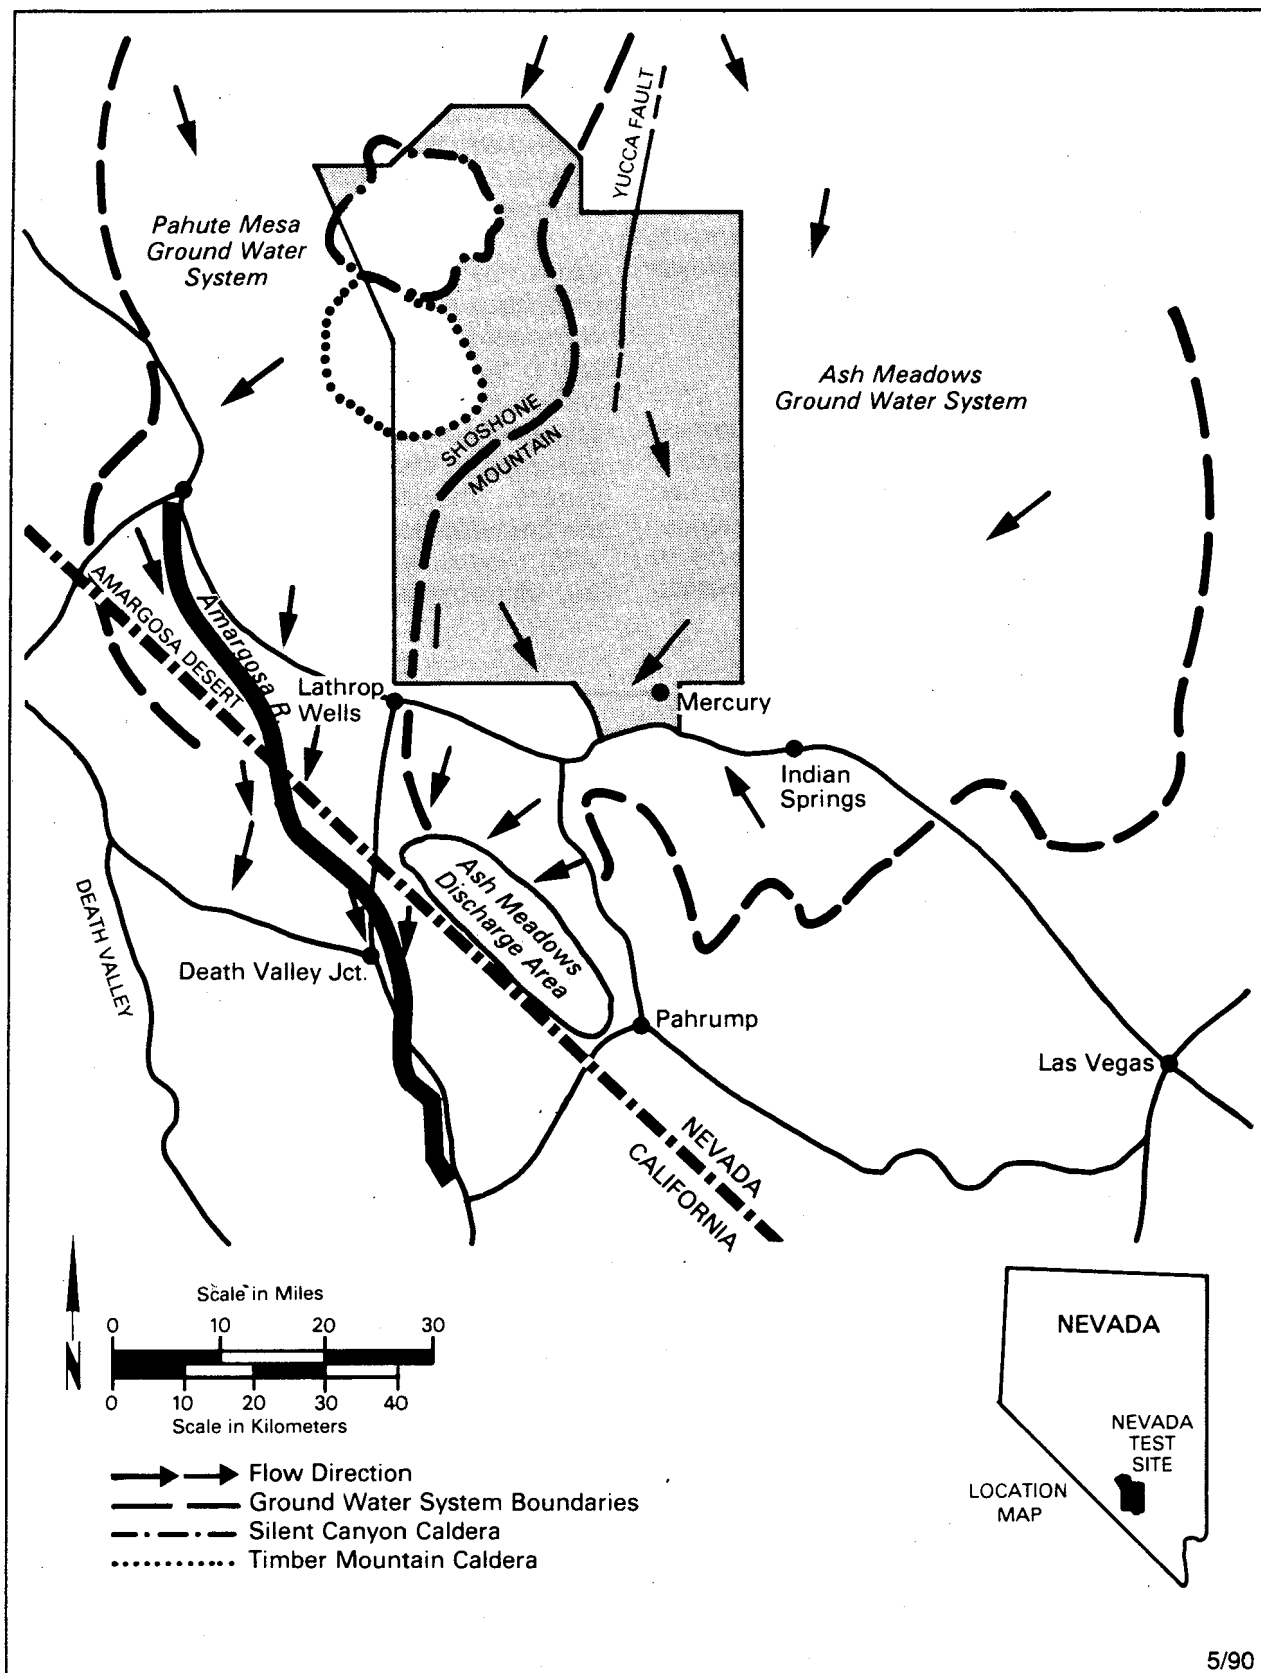 YUCCA FAULT
Pahute Mesa
Ground Water
System
Ash Meadows
Ground Water System
SHOSHONE
MOUNTAIN
AMARGOSA DESERT
Amargosa R.
Lathrop
Wells
Mercury
Indian
Springs
Ash Meadows
Discharge Area
DEATH VALLEY
Death Valley Jct.
Pahrump
Las Vegas
NEVADA
CALIFORNIA
N
Scale in Miles
0 10 20 30
0 10 20 30 40
Scale in Kilometers
Flow Direction
Ground Water System Boundaries
Silent Canyon Caldera
Timber Mountain Caldera
NEVADA
NEVADA
TEST
SITE
LOCATION
MAP
5/90